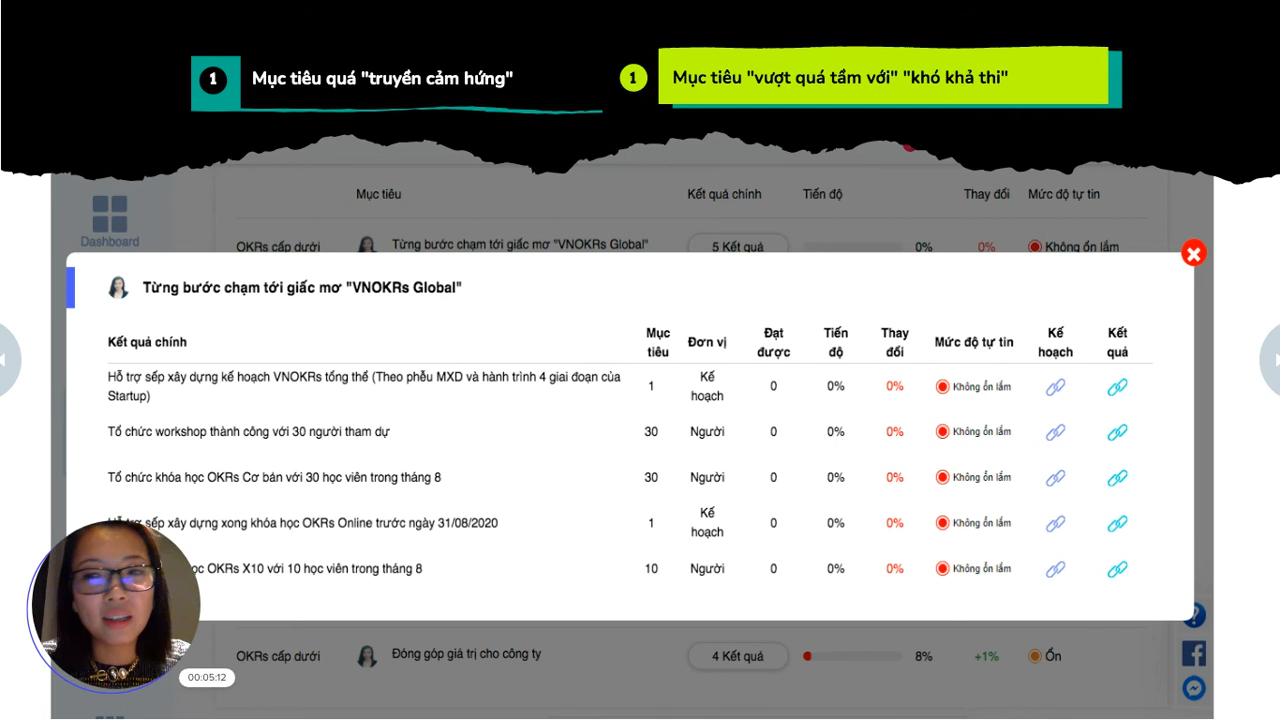 1 Mục tiêu quá "truyền cảm hứng"
1 Mục tiêu "vượt quá tầm với" "khó khả thi"
Mục tiêu Kết quả chính Tiến độ Thay đổi Mức độ tự tin
Dashboard
OKRs cấp dưới Từng bước chạm tới giấc mơ "VNOKRs Global" 5 Kết quả 0% 0% Không ổn lắm
Từng bước chạm tới giấc mơ "VNOKRs Global"
Kết quả chính Mục tiêu Đơn vị Đạt được Tiến độ Thay đổi Mức độ tự tin Kế hoạch Kết quả
Hỗ trợ sếp xây dựng kế hoạch VNOKRs tổng thể (Theo phễu MXD và hành trình 4 giai đoạn của
Startup) 1 Kế hoạch 0 0% 0% Không ổn lắm
Tổ chức workshop thành công với 30 người tham dự 30 Người 0 0% 0% Không ổn lắm
Tổ chức khóa học OKRs Cơ bản với 30 học viên trong tháng 8 30 Người 0 0% 0% Không ổn lắm
sếp xây dựng xong khóa học OKRs Online trước ngày 31/08/2020 1 Kế hoạch 0 0% 0% Không ổn lắm
OKRs X10 với 10 học viên trong tháng 8 10 Người 0 0% 0% Không ổn lắm
OKRs cấp dưới Đóng góp giá trị cho công ty 4 Kết quả 8% +1% Ổn
00:05:12